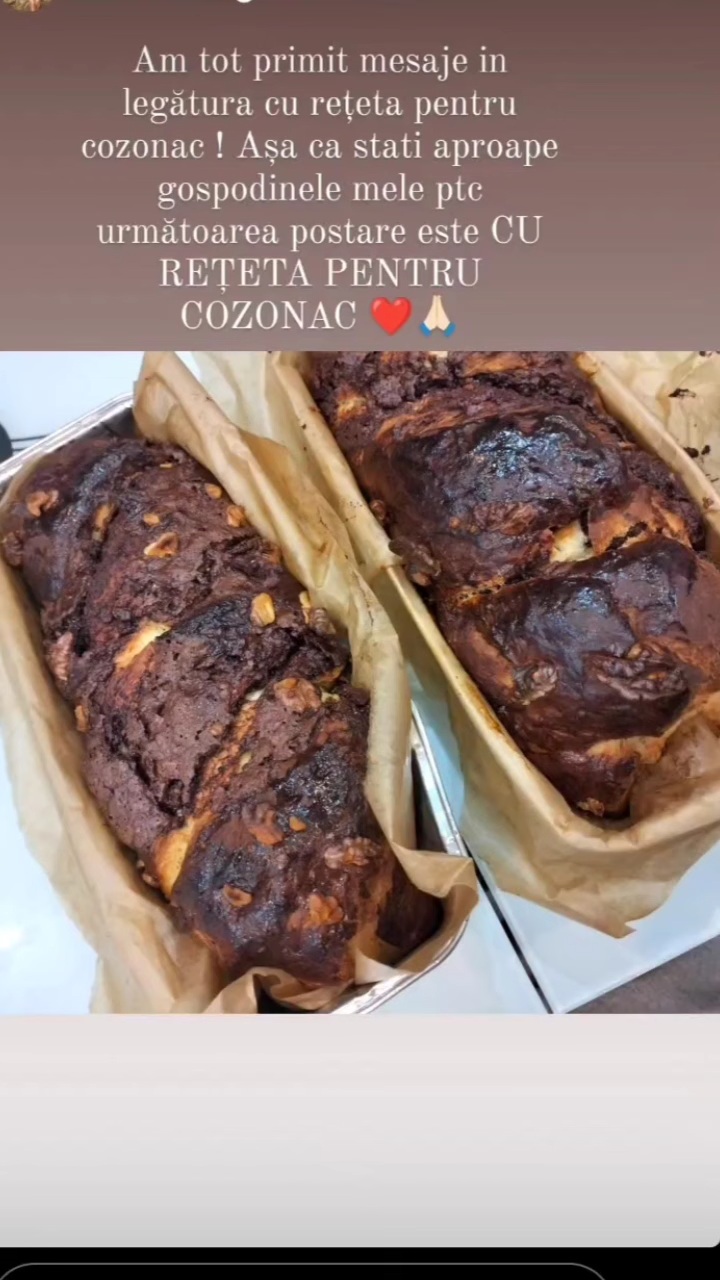 Am tot primit mesaje in
legătura cu rețeta pentru
cozonac ! Așa ca stati aproape
gospodinele mele ptc
următoarea postare este CU
REȚETA PENTRU
COZONAC ❤️🙏🏻